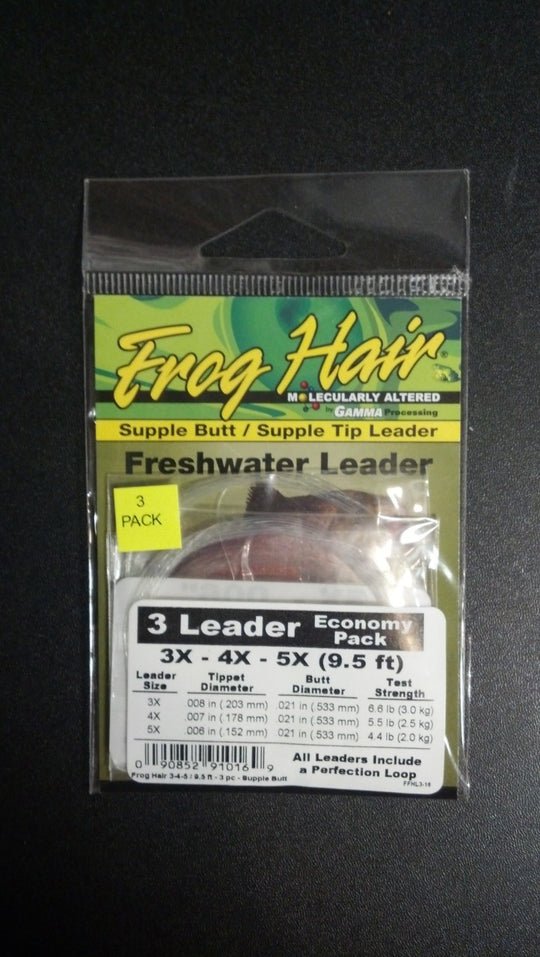 Frog Hair®
MOLECULARLY ALTERED
by GAMMA Processing
Supple Butt / Supple Tip Leader
Freshwater Leader
3
PACK
3 Leader Economy Pack
3X - 4X - 5X (9.5 ft)
Leader Size Tippet Diameter Butt Diameter Test Strength
3X .008 in (.203 mm) .021 in (.533 mm) 6.6 lb (3.0 kg)
4X .007 in (.178 mm) .021 in (.533 mm) 5.5 lb (2.5 kg)
5X .006 in (.152 mm) .021 in (.533 mm) 4.4 lb (2.0 kg)
0 90852 91016 9
Frog Hair 3-4-5 / 9.5 ft - 3 pc - Supple Butt
All Leaders Include
a Perfection Loop